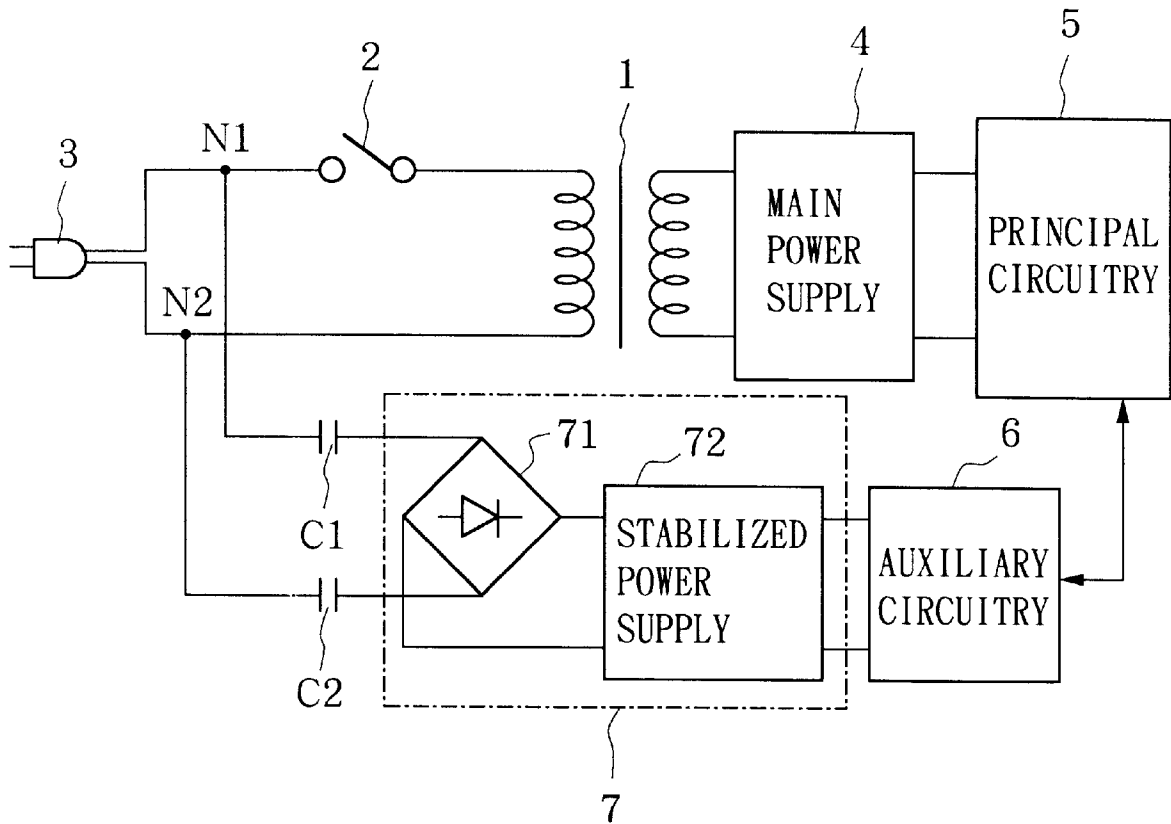 5
4
2
1
N1
3
MAIN
POWER
SUPPLY
PRINCIPAL
CIRCUITRY
N2
71
72
6
C1
STABILIZED
POWER
SUPPLY
AUXILIARY
CIRCUITRY
C2
7